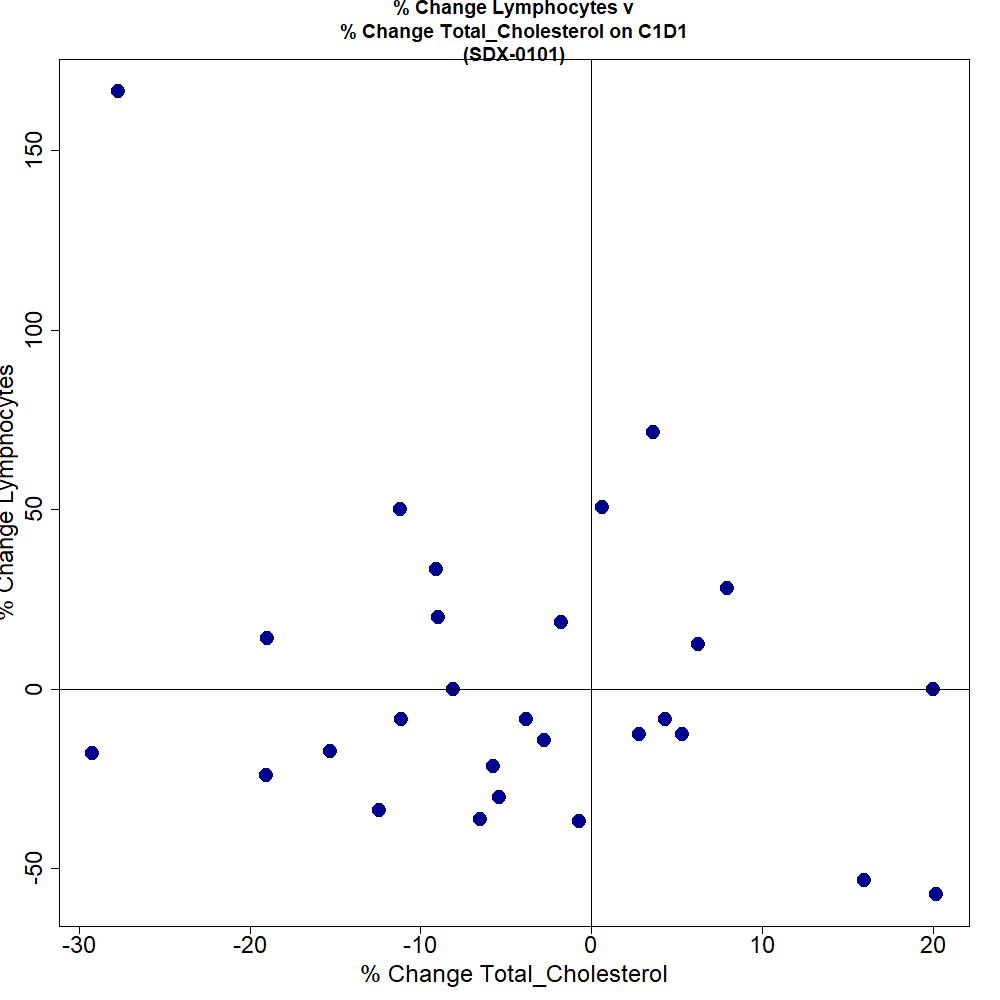 % Change Lymphocytes v
% Change Total_Cholesterol on C1D1
(SDX-0101)
% Change Lymphocytes
150
100
50
0
-50
-30 -20 -10 0 10 20
% Change Total_Cholesterol